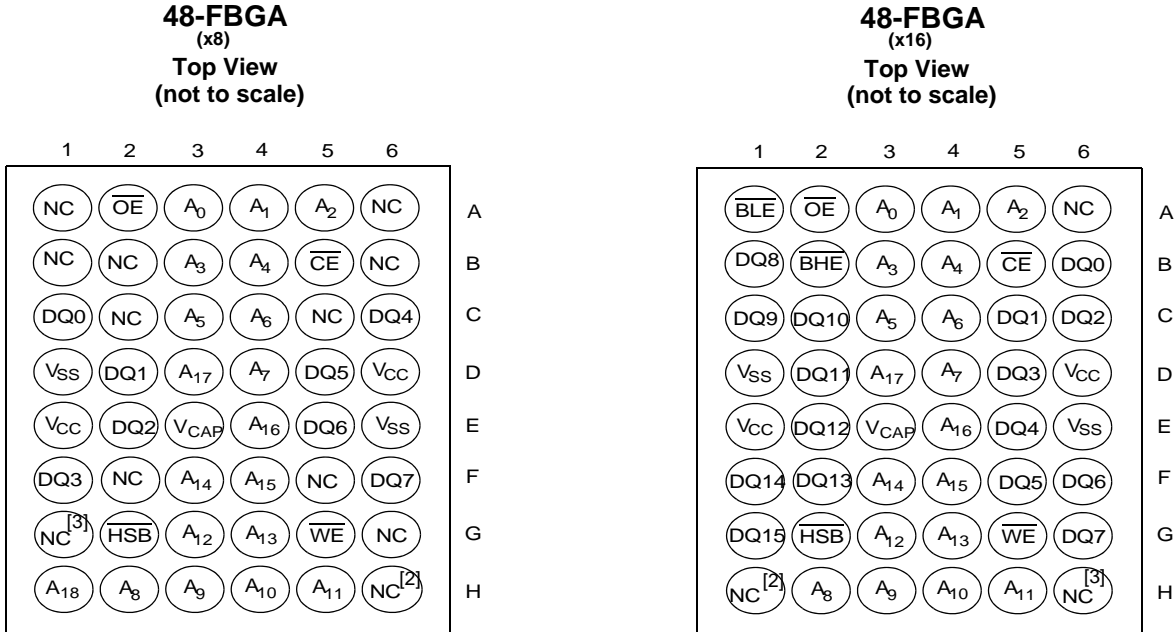 48-FBGA
(x8)
Top View
(not to scale)
1 2 3 4 5 6
NC OE A0 A1 A2 NC A
NC NC A3 A4 CE NC B
DQ0 NC A5 A6 NC DQ4 C
VSS DQ1 A17 A7 DQ5 VCC D
VCC DQ2 VCAP A16 DQ6 VSS E
DQ3 NC A14 A15 NC DQ7 F
NC[3] HSB A12 A13 WE NC G
A18 A8 A9 A10 A11 NC[2] H
48-FBGA
(x16)
Top View
(not to scale)
1 2 3 4 5 6
BLE OE A0 A1 A2 NC A
DQ8 BHE A3 A4 CE DQ0 B
DQ9 DQ10 A5 A6 DQ1 DQ2 C
VSS DQ11 A17 A7 DQ3 VCC D
VCC DQ12 VCAP A16 DQ4 VSS E
DQ14 DQ13 A14 A15 DQ5 DQ6 F
DQ15 HSB A12 A13 WE DQ7 G
NC[2] A8 A9 A10 A11 NC[3] H